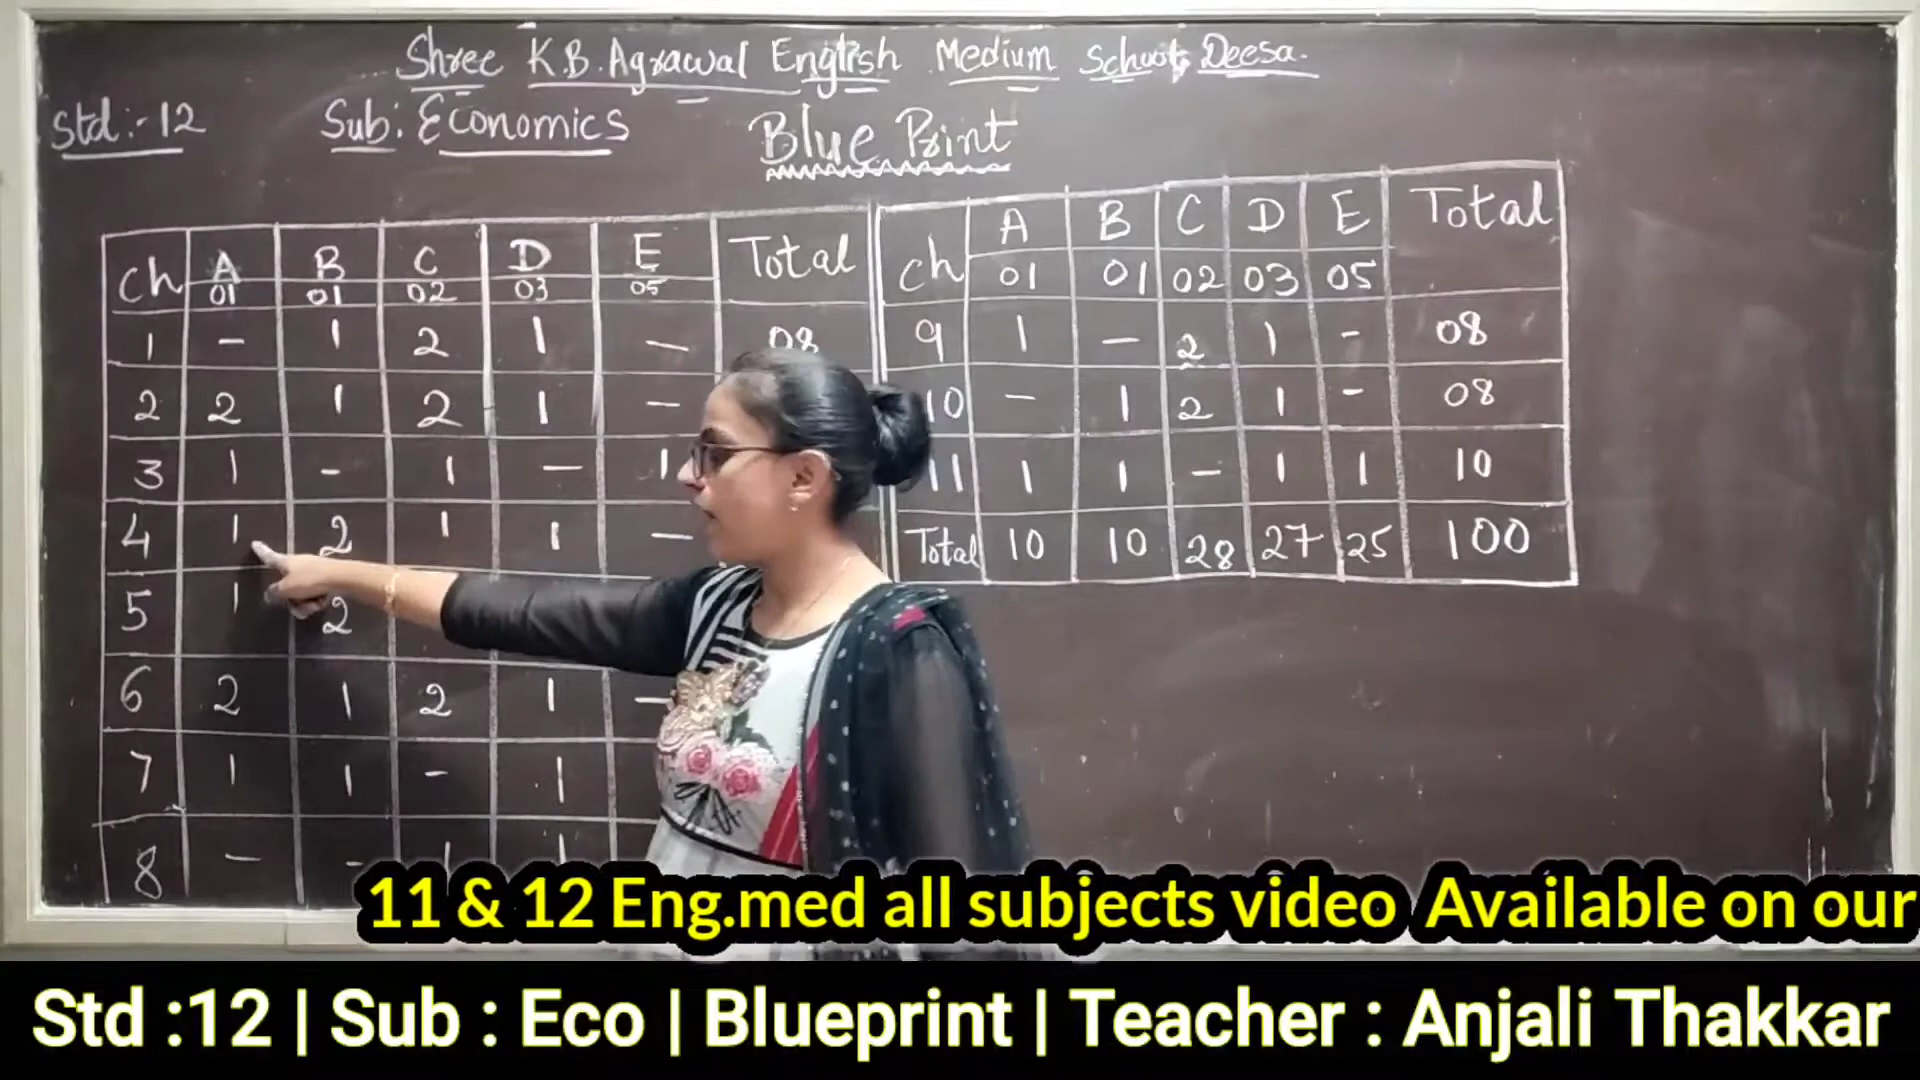 Shree K.B. Agrawal English Medium School, Deesa.
Std:- 12 Sub: Economics Blue Print
ch A B C D E Total
01 01 02 03 05
1 - 1 2 1 - 08
2 2 1 2 1 -
3 1 - 1 - 1
4 1 2 1 1 -
5 1 2
6 2 1 2 1 -
7 1 1 - 1
8 - - 1 1
ch A B C D E Total
01 01 02 03 05
9 1 - 2 1 - 08
10 - 1 2 1 - 08
11 1 1 - 1 1 10
Total 10 10 28 27 25 100
11 & 12 Eng.med all subjects video Available on our
Std :12 | Sub : Eco | Blueprint | Teacher : Anjali Thakkar